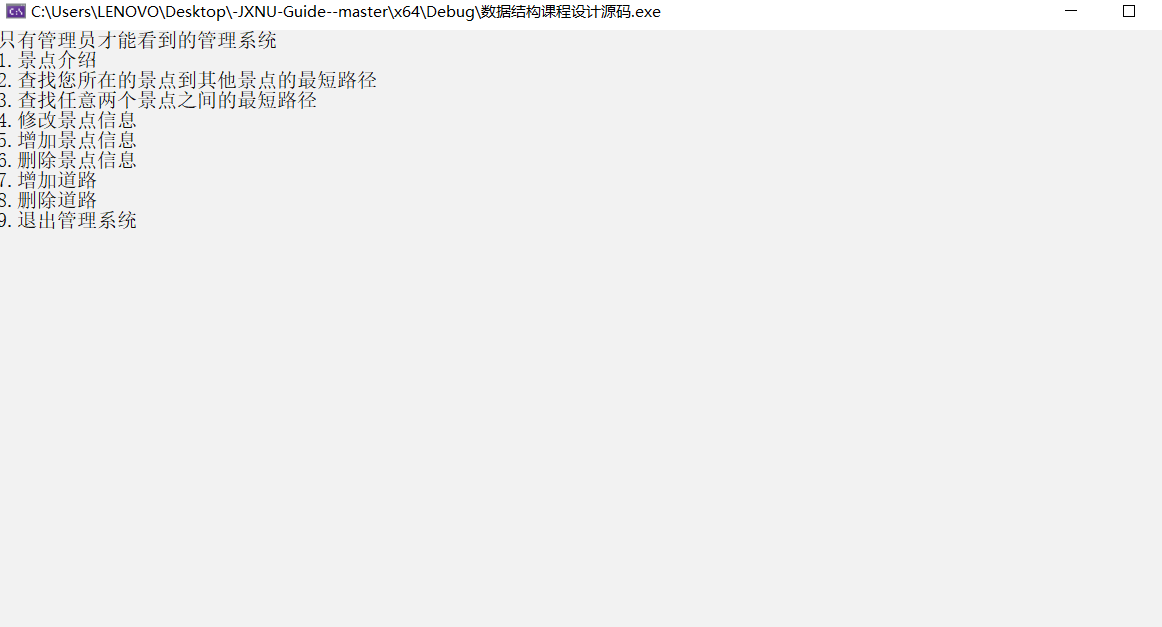 C:\Users\LENOVO\Desktop\-JXNU-Guide--master\x64\Debug\数据结构课程设计源码.exe
只有管理员才能看到的管理系统
1.景点介绍
2.查找您所在的景点到其他景点的最短路径
3.查找任意两个景点之间的最短路径
4.修改景点信息
5.增加景点信息
6.删除景点信息
7.增加道路
8.删除道路
9.退出管理系统